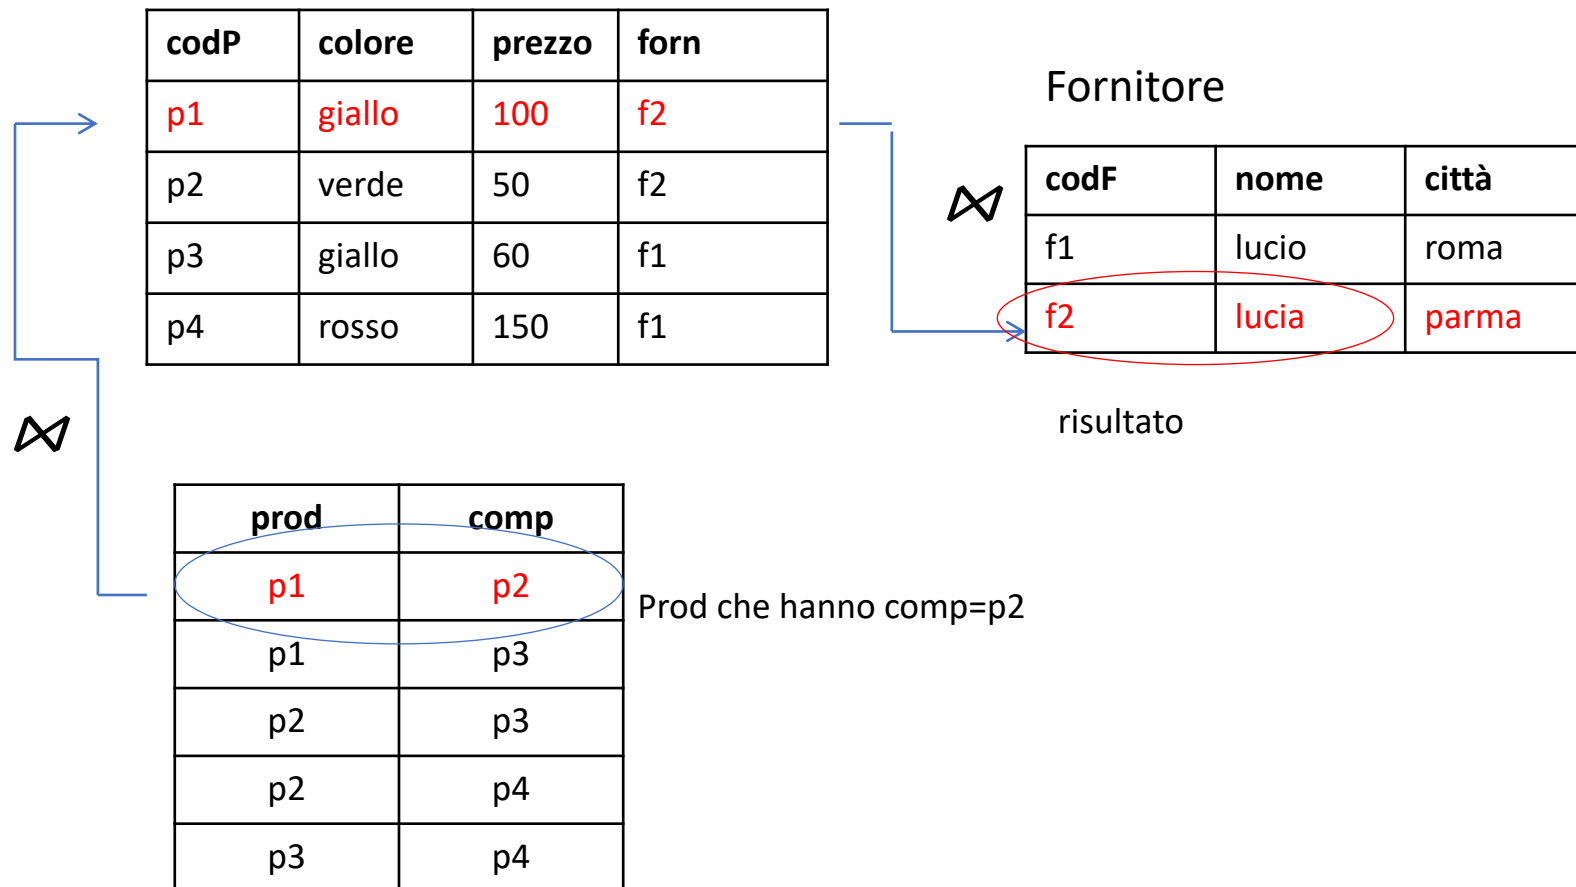 codP colore prezzo forn
p1 giallo 100 f2
p2 verde 50 f2
p3 giallo 60 f1
p4 rosso 150 f1
Fornitore
codF nome città
f1 lucio roma
f2 lucia parma
risultato
prod comp
p1 p2
Prod che hanno comp=p2
p1 p3
p2 p3
p2 p4
p3 p4